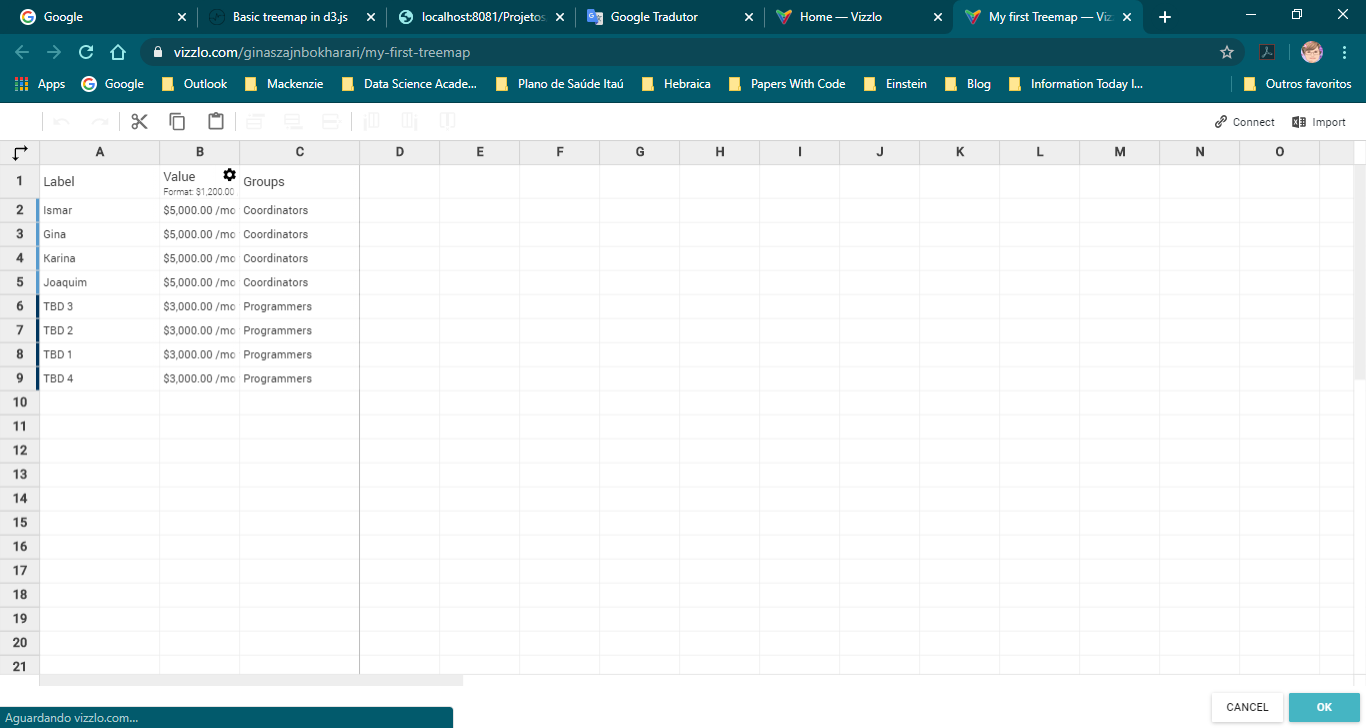 Google
Basic treemap in d3.js
localhost:8081/Projetos
Google Tradutor
Home — Vizzlo
My first Treemap — Viz
vizzlo.com/ginaszajnbokharari/my-first-treemap
Apps Google Outlook Mackenzie Data Science Acade... Plano de Saúde Itaú Hebraica Papers With Code Einstein Blog Information Today I... Outros favoritos
Connect Import
A B C D E F G H I J K L M N O
1 Label Value Groups
Format: $1,200.00
2 Ismar $5,000.00 /mo Coordinators
3 Gina $5,000.00 /mo Coordinators
4 Karina $5,000.00 /mo Coordinators
5 Joaquim $5,000.00 /mo Coordinators
6 TBD 3 $3,000.00 /mo Programmers
7 TBD 2 $3,000.00 /mo Programmers
8 TBD 1 $3,000.00 /mo Programmers
9 TBD 4 $3,000.00 /mo Programmers
10
11
12
13
14
15
16
17
18
19
20
21
CANCEL OK
Aguardando vizzlo.com...